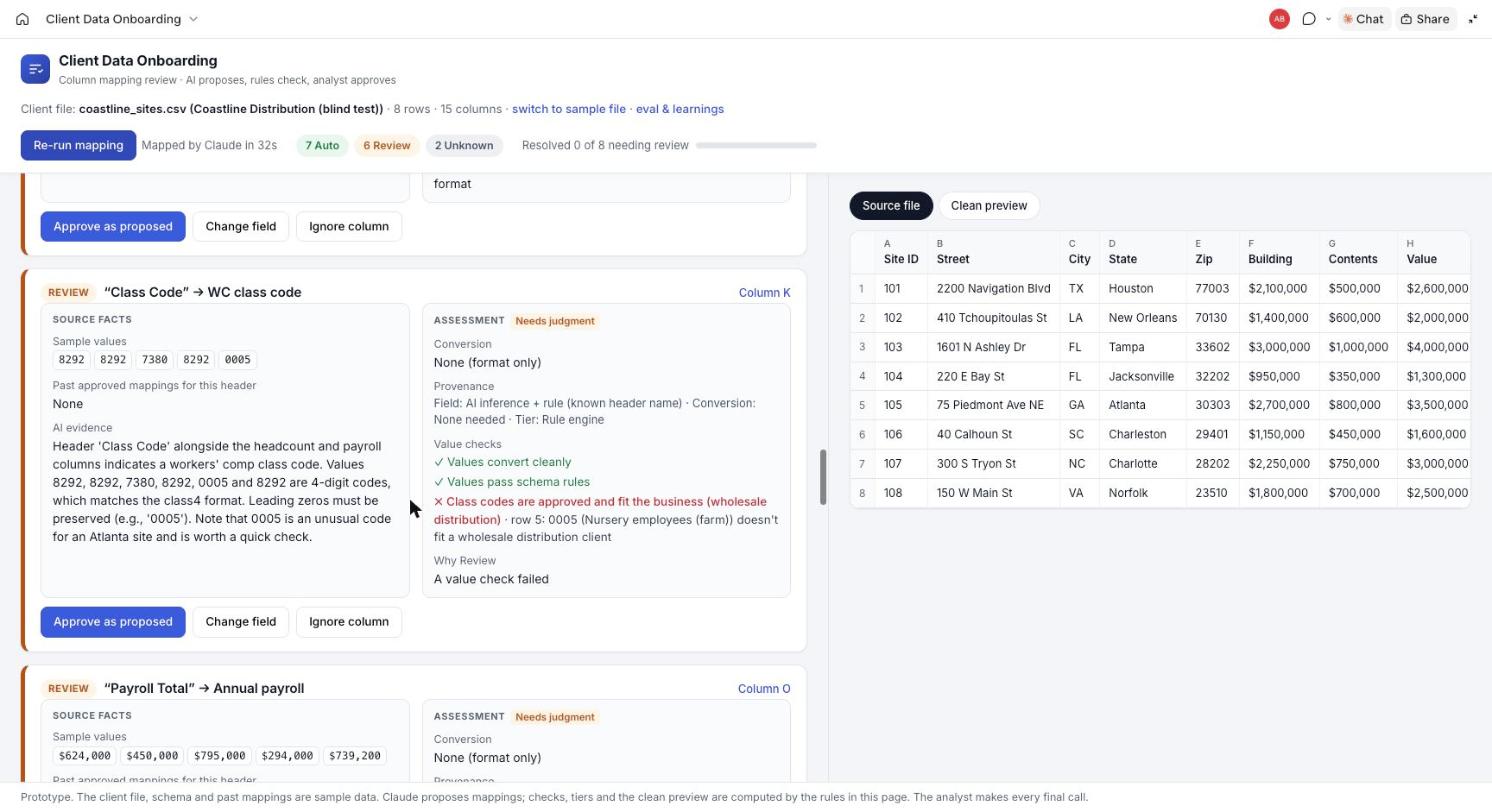 Client Data Onboarding
AB
Chat
Share
Client Data Onboarding
Column mapping review · AI proposes, rules check, analyst approves
Client file: coastline_sites.csv (Coastline Distribution (blind test)) · 8 rows · 15 columns · switch to sample file · eval & learnings
Re-run mapping Mapped by Claude in 32s 7 Auto 6 Review 2 Unknown Resolved 0 of 8 needing review
format
Approve as proposed Change field Ignore column
REVIEW “Class Code” → WC class code Column K
SOURCE FACTS
Sample values
8292 8292 7380 8292 0005
Past approved mappings for this header
None
AI evidence
Header 'Class Code' alongside the headcount and payroll
columns indicates a workers' comp class code. Values
8292, 8292, 7380, 8292, 0005 and 8292 are 4-digit codes,
which matches the class4 format. Leading zeros must be
preserved (e.g., '0005'). Note that 0005 is an unusual code
for an Atlanta site and is worth a quick check.
ASSESSMENT Needs judgment
Conversion
None (format only)
Provenance
Field: AI inference + rule (known header name) · Conversion:
None needed · Tier: Rule engine
Value checks
✓ Values convert cleanly
✓ Values pass schema rules
✕ Class codes are approved and fit the business (wholesale
distribution) · row 5: 0005 (Nursery employees (farm)) doesn't
fit a wholesale distribution client
Why Review
A value check failed
Approve as proposed Change field Ignore column
REVIEW “Payroll Total” → Annual payroll Column O
SOURCE FACTS
Sample values
$624,000 $450,000 $795,000 $294,000 $739,200
Past approved mappings for this header
ASSESSMENT Needs judgment
Conversion
None (format only)
Provenance
Source file Clean preview
A B C D E F G H
Site ID Street City State Zip Building Contents Value
1 101 2200 Navigation Blvd TX Houston 77003 $2,100,000 $500,000 $2,600,000
2 102 410 Tchoupitoulas St LA New Orleans 70130 $1,400,000 $600,000 $2,000,000
3 103 1601 N Ashley Dr FL Tampa 33602 $3,000,000 $1,000,000 $4,000,000
4 104 220 E Bay St FL Jacksonville 32202 $950,000 $350,000 $1,300,000
5 105 75 Piedmont Ave NE GA Atlanta 30303 $2,700,000 $800,000 $3,500,000
6 106 40 Calhoun St SC Charleston 29401 $1,150,000 $450,000 $1,600,000
7 107 300 S Tryon St NC Charlotte 28202 $2,250,000 $750,000 $3,000,000
8 108 150 W Main St VA Norfolk 23510 $1,800,000 $700,000 $2,500,000
Prototype. The client file, schema and past mappings are sample data. Claude proposes mappings; checks, tiers and the clean preview are computed by the rules in this page. The analyst makes every final call.